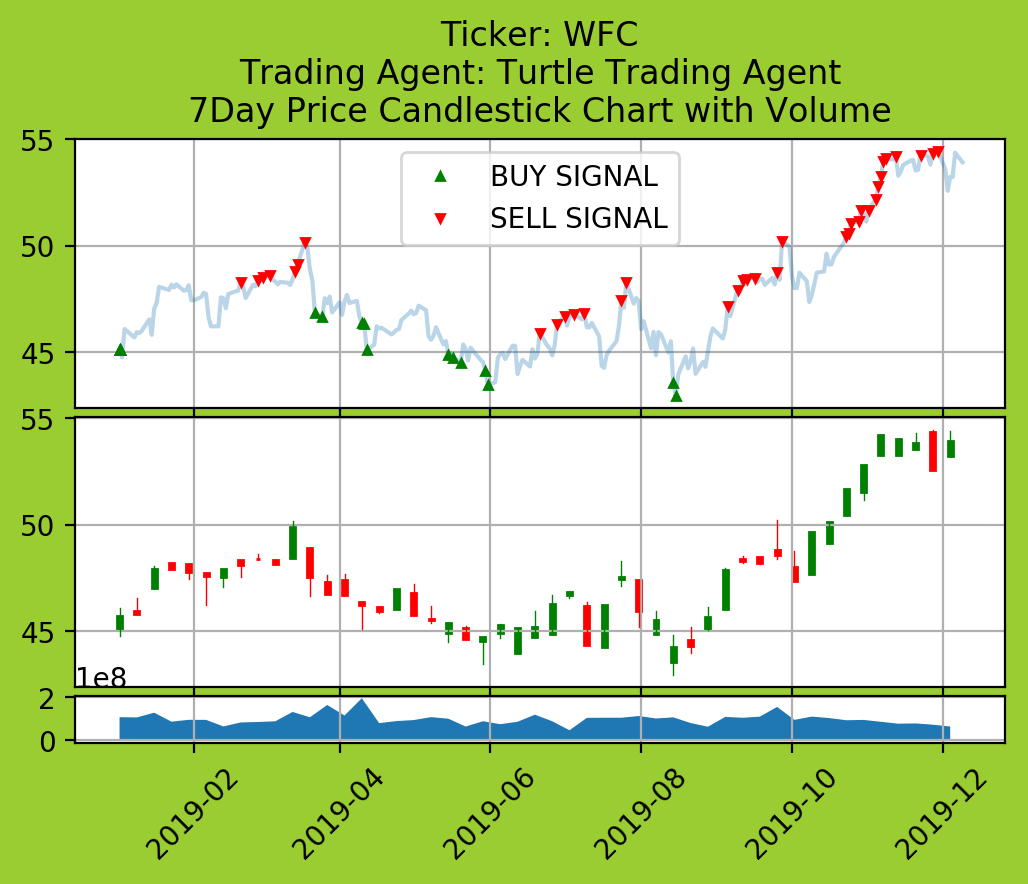 Ticker: WFC
Trading Agent: Turtle Trading Agent
7Day Price Candlestick Chart with Volume
55
BUY SIGNAL
SELL SIGNAL
50
45
55
50
45
1e8
2
0
2019-02
2019-04
2019-06
2019-08
2019-10
2019-12